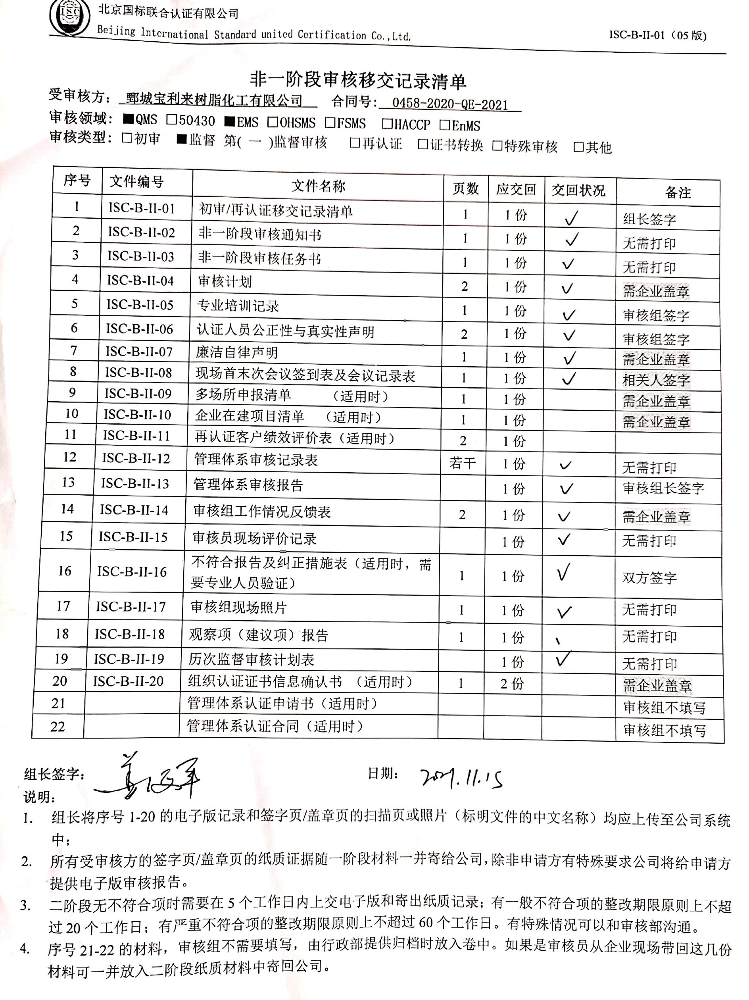 ISC
北京国标联合认证有限公司
Beijing International Standard united Certification Co.,Ltd.
ISC-B-II-01（05 版)
非一阶段审核移交记录清单
受审核方： 鄄城宝利来树脂化工有限公司 合同号: 0458-2020-QE-2021
审核领域：■QMS □50430 ■EMS □OHSMS □FSMS □HACCP □EnMS
审核类型：□初审 ■监督 第( 一 )监督审核 □再认证 □证书转换 □特殊审核 □其他
序号 文件编号 文件名称 页数 应交回 交回状况 备注
1 ISC-B-II-01 初审/再认证移交记录清单 1 1 份 ✓ 组长签字
2 ISC-B-II-02 非一阶段审核通知书 1 1 份 ✓ 无需打印
3 ISC-B-II-03 非一阶段审核任务书 1 1 份 ✓ 无需打印
4 ISC-B-II-04 审核计划 2 1 份 ✓ 需企业盖章
5 ISC-B-II-05 专业培训记录 1 1 份 ✓ 审核组签字
6 ISC-B-II-06 认证人员公正性与真实性声明 2 1 份 ✓ 审核组签字
7 ISC-B-II-07 廉洁自律声明 1 1 份 ✓ 需企业盖章
8 ISC-B-II-08 现场首末次会议签到表及会议记录表 1 1 份 ✓ 相关人签字
9 ISC-B-II-09 多场所申报清单 （适用时） 1 1 份 需企业盖章
10 ISC-B-II-10 企业在建项目清单 （适用时） 1 1 份 需企业盖章
11 ISC-B-II-11 再认证客户绩效评价表（适用时） 2 1 份
12 ISC-B-II-12 管理体系审核记录表 若干 1 份 ✓ 无需打印
13 ISC-B-II-13 管理体系审核报告 1 份 ✓ 审核组长签字
14 ISC-B-II-14 审核组工作情况反馈表 2 1 份 ✓ 需企业盖章
15 ISC-B-II-15 审核员现场评价记录 1 份 ✓ 无需打印
16 ISC-B-II-16 不符合报告及纠正措施表（适用时，需
要专业人员验证） 1 1 份 ✓ 双方签字
17 ISC-B-II-17 审核组现场照片 1 1 份 ✓ 无需打印
18 ISC-B-II-18 观察项（建议项）报告 1 1 份 、 无需打印
19 ISC-B-II-19 历次监督审核计划表 1 份 ✓ 无需打印
20 ISC-B-II-20 组织认证证书信息确认书 （适用时） 1 2 份 需企业盖章
21 管理体系认证申请书（适用时） 审核组不填写
22 管理体系认证合同（适用时） 审核组不填写
组长签字： 日期： 2021.11.15
说明：
1. 组长将序号 1-20 的电子版记录和签字页/盖章页的扫描页或照片（标明文件的中文名称）均应上传至公司系统
中；
2. 所有受审核方的签字页/盖章页的纸质证据随一阶段材料一并寄给公司，除非申请方有特殊要求公司将给申请方
提供电子版审核报告。
3. 二阶段无不符合项时需要在 5 个工作日内上交电子版和寄出纸质记录；有一般不符合项的整改期限原则上不超
过 20 个工作日；有严重不符合项的整改期限原则上不超过 60 个工作日。有特殊情况可以和审核部沟通。
4. 序号 21-22 的材料，审核组不需要填写，由行政部提供归档时放入卷中。如果是审核员从企业现场带回这几份
材料可一并放入二阶段纸质材料中寄回公司。